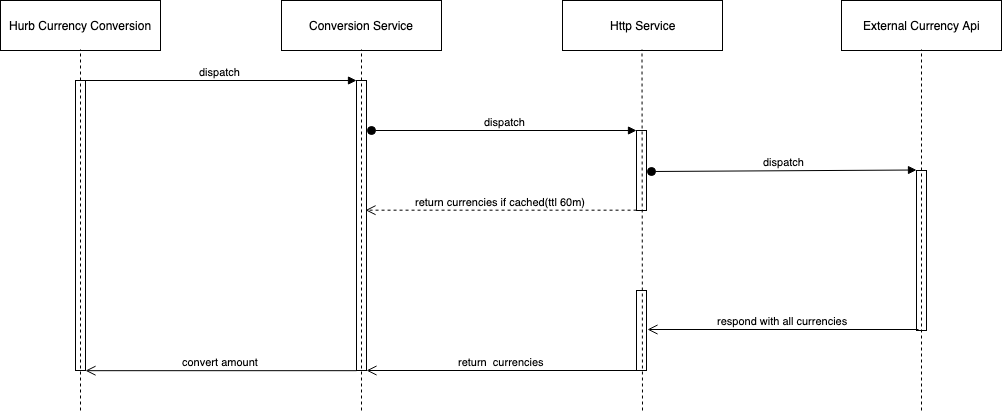 Hurb Currency Conversion
Conversion Service
Http Service
External Currency Api
dispatch
dispatch
dispatch
return currencies if cached(ttl 60m)
respond with all currencies
convert amount
return currencies